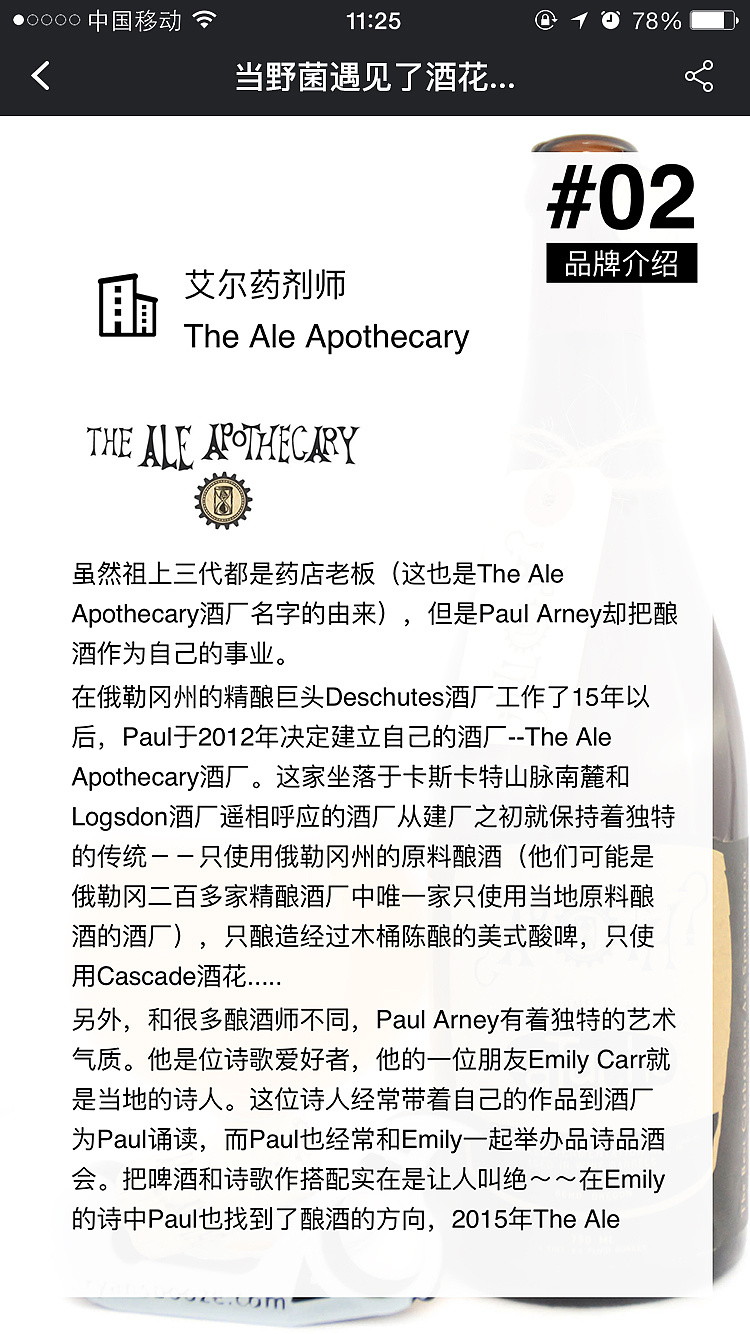 中国移动
11:25
78%
当野菌遇见了酒花...
#02
品牌介绍
艾尔药剂师
The Ale Apothecary
THE ALE APOTHECARY
虽然祖上三代都是药店老板（这也是The Ale
Apothecary酒厂名字的由来），但是Paul Arney却把酿
酒作为自己的事业。
在俄勒冈州的精酿巨头Deschutes酒厂工作了15年以
后，Paul于2012年决定建立自己的酒厂--The Ale
Apothecary酒厂。这家坐落于卡斯卡特山脉南麓和
Logsdon酒厂遥相呼应的酒厂从建厂之初就保持着独特
的传统－－只使用俄勒冈州的原料酿酒（他们可能是
俄勒冈二百多家精酿酒厂中唯一家只使用当地原料酿
酒的酒厂），只酿造经过木桶陈酿的美式酸啤，只使
用Cascade酒花.....
另外，和很多酿酒师不同，Paul Arney有着独特的艺术
气质。他是位诗歌爱好者，他的一位朋友Emily Carr就
是当地的诗人。这位诗人经常带着自己的作品到酒厂
为Paul诵读，而Paul也经常和Emily一起举办品诗品酒
会。把啤酒和诗歌作搭配实在是让人叫绝～～在Emily
的诗中Paul也找到了酿酒的方向，2015年The Ale